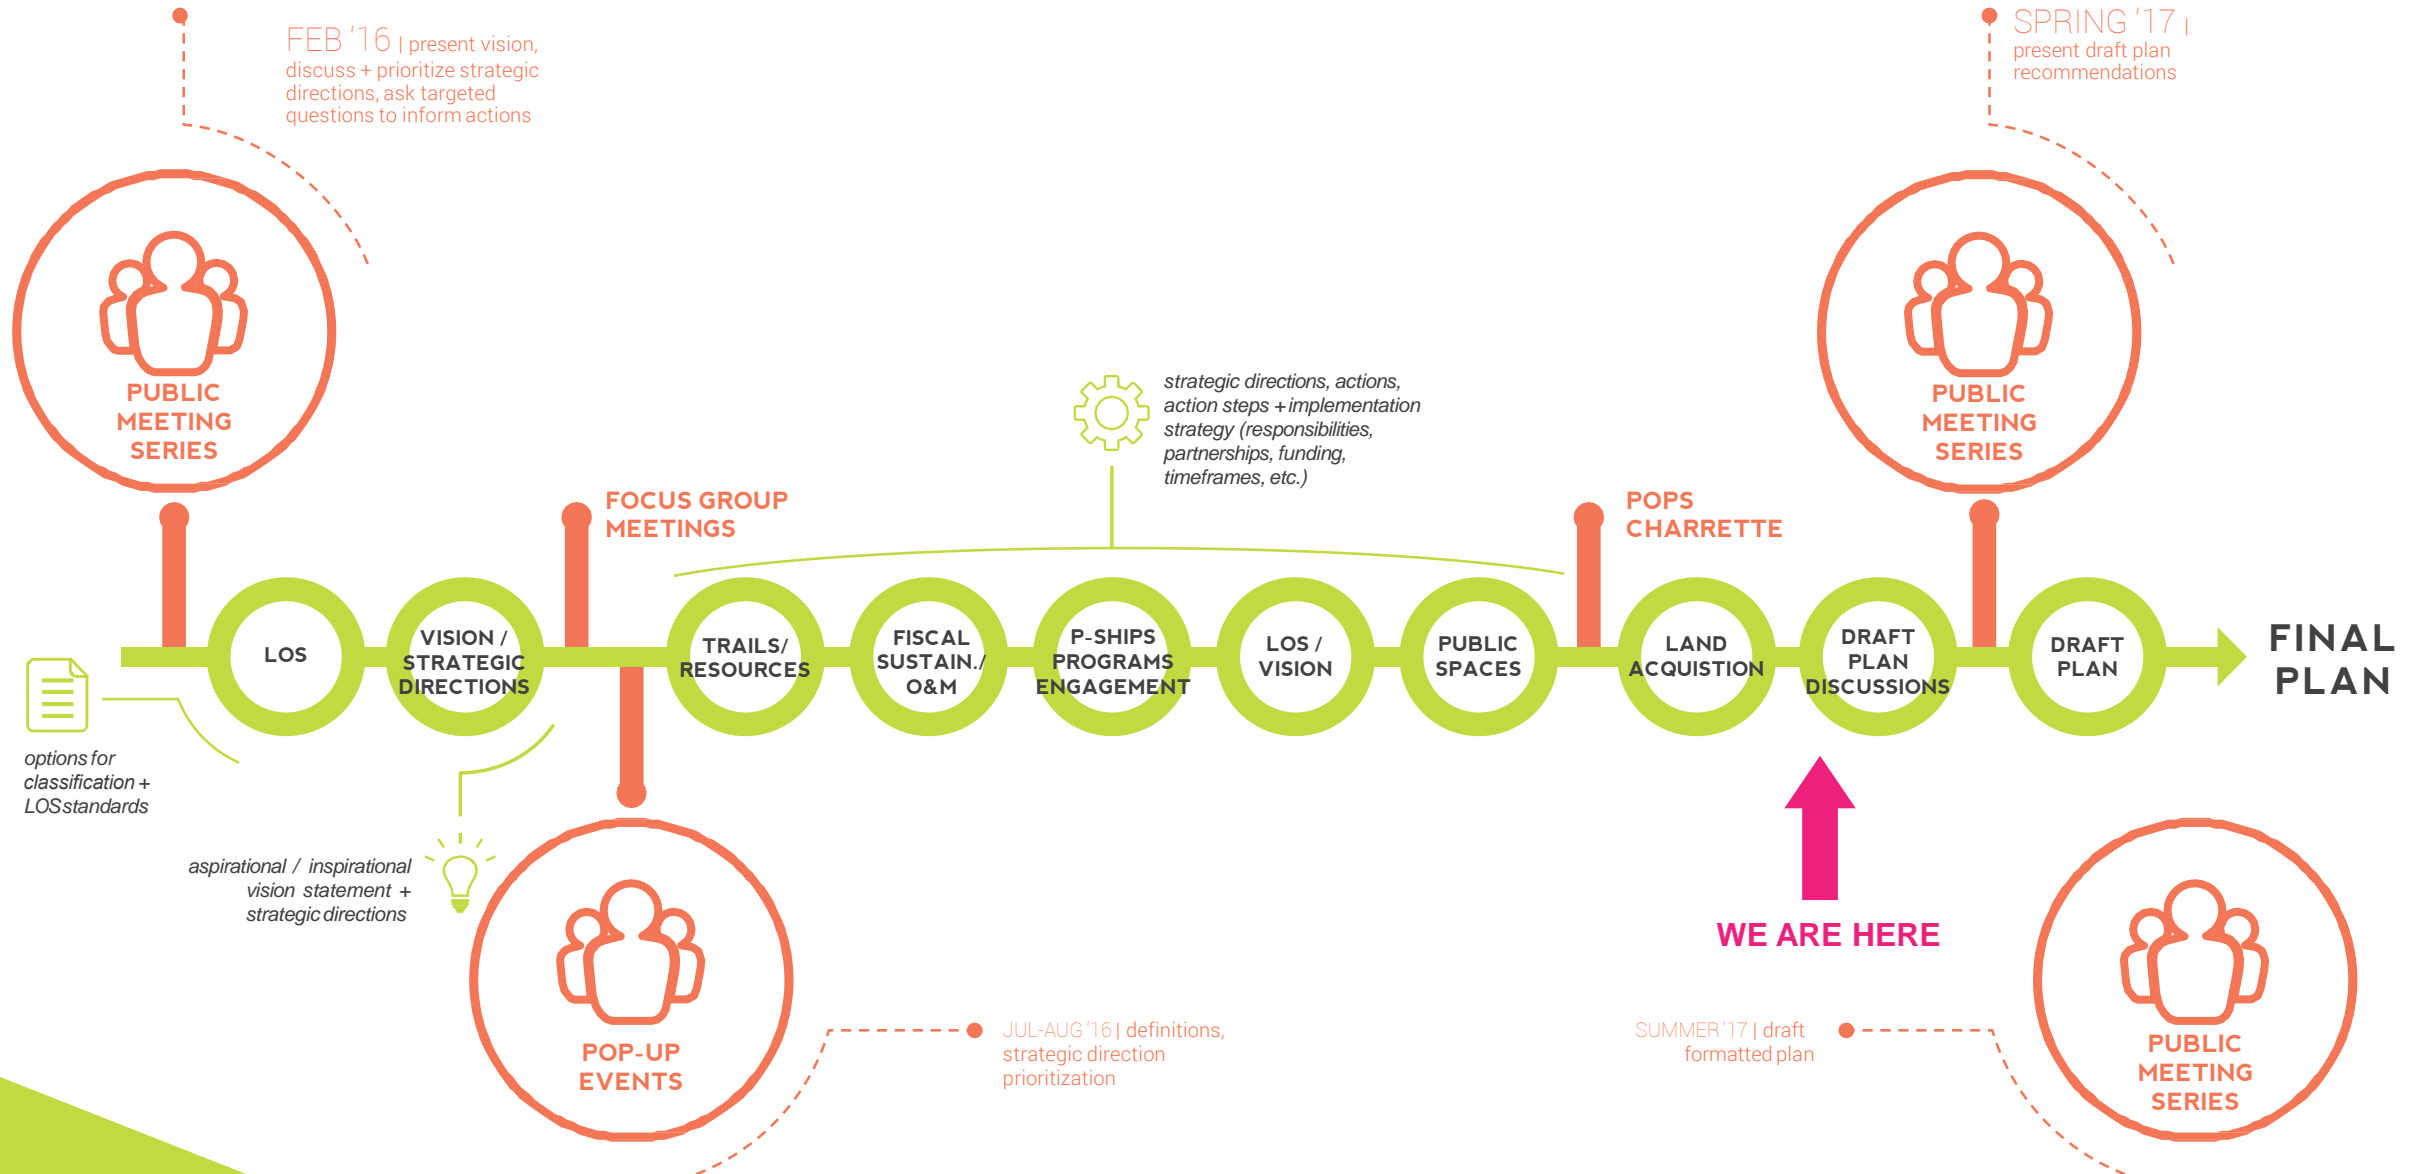 FEB ‘16 | present vision,
discuss + prioritize strategic
directions, ask targeted
questions to inform actions
SPRING ‘17 |
present draft plan
recommendations
PUBLIC
MEETING
SERIES
PUBLIC
MEETING
SERIES
strategic directions, actions,
action steps + implementation
strategy (responsibilities,
partnerships, funding,
timeframes, etc.)
FOCUS GROUP
MEETINGS
POPS
CHARRETTE
LOS
VISION /
STRATEGIC
DIRECTIONS
TRAILS/
RESOURCES
FISCAL
SUSTAIN./
O&M
P-SHIPS
PROGRAMS
ENGAGEMENT
LOS /
VISION
PUBLIC
SPACES
LAND
ACQUISTION
DRAFT
PLAN
DISCUSSIONS
DRAFT
PLAN
FINAL
PLAN
options for
classification +
LOS standards
aspirational / inspirational
vision statement +
strategic directions
WE ARE HERE
POP-UP
EVENTS
JUL-AUG ‘16 | definitions,
strategic direction
prioritization
SUMMER ‘17 | draft
formatted plan
PUBLIC
MEETING
SERIES